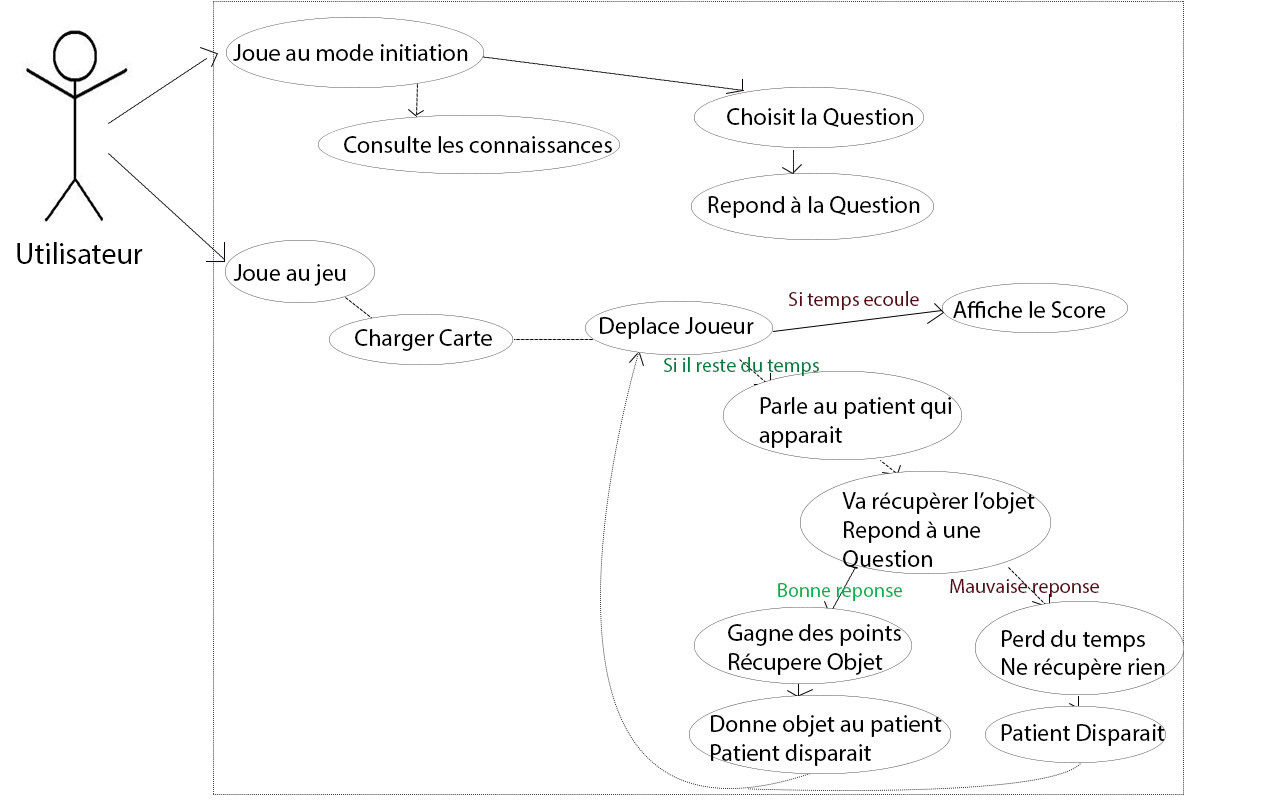 Joue au mode initiation
Choisit la Question
Consulte les connaissances
Repond à la Question
Utilisateur
Joue au jeu
Si temps ecoule
Affiche le Score
Deplace Joueur
Charger Carte
Si il reste du temps
Parle au patient qui
apparait
Va récupèrer l'objet
Repond à une
Question
Bonne reponse
Mauvaise reponse
Gagne des points
Récupere Objet
Perd du temps
Ne récupère rien
Donne objet au patient
Patient disparait
Patient Disparait